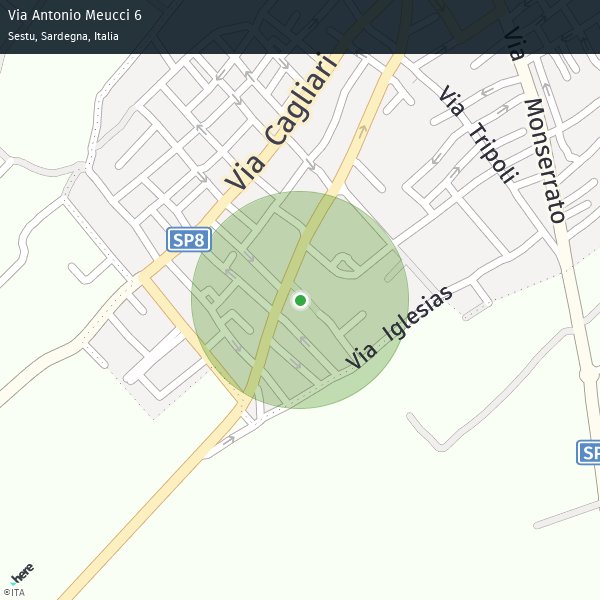 Via Antonio Meucci 6
Sestu, Sardegna, Italia
Via Cagliari
Via Tripoli
Via Monserrato
SP8
Via Iglesias
SP
here
©ITA